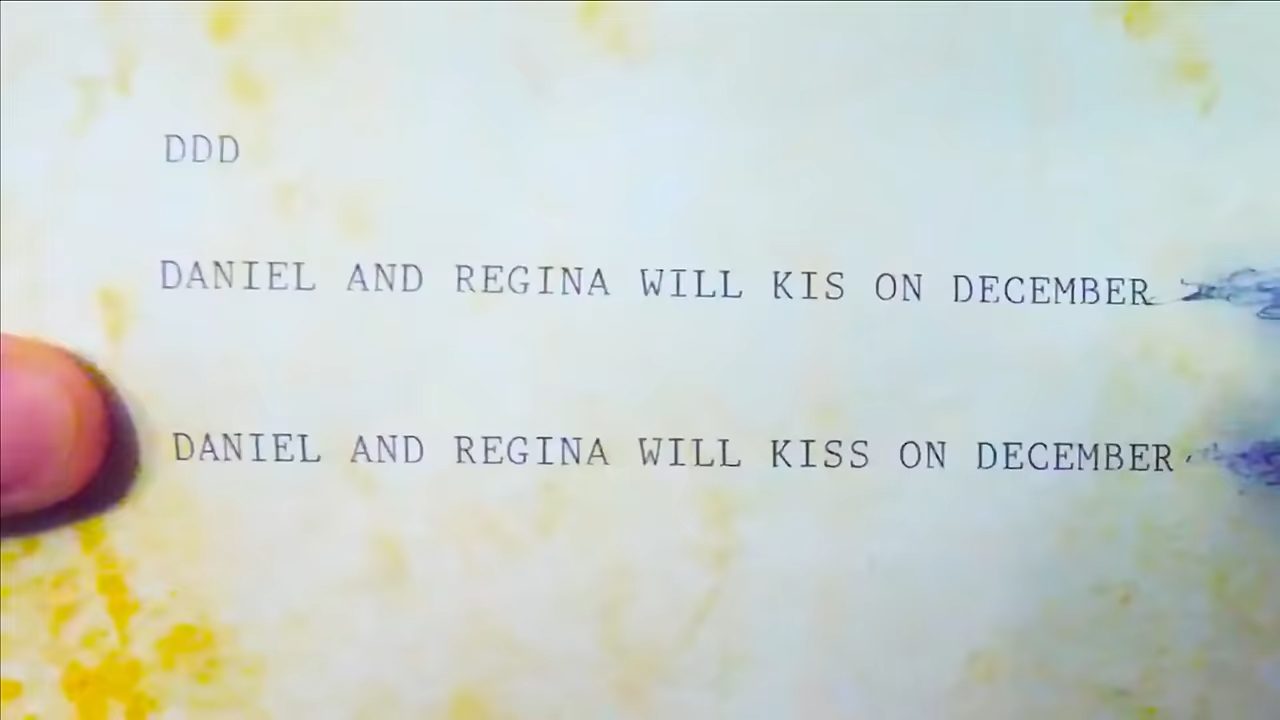 DDD
DANIEL AND REGINA WILL KIS ON DECEMBER
DANIEL AND REGINA WILL KISS ON DECEMBER